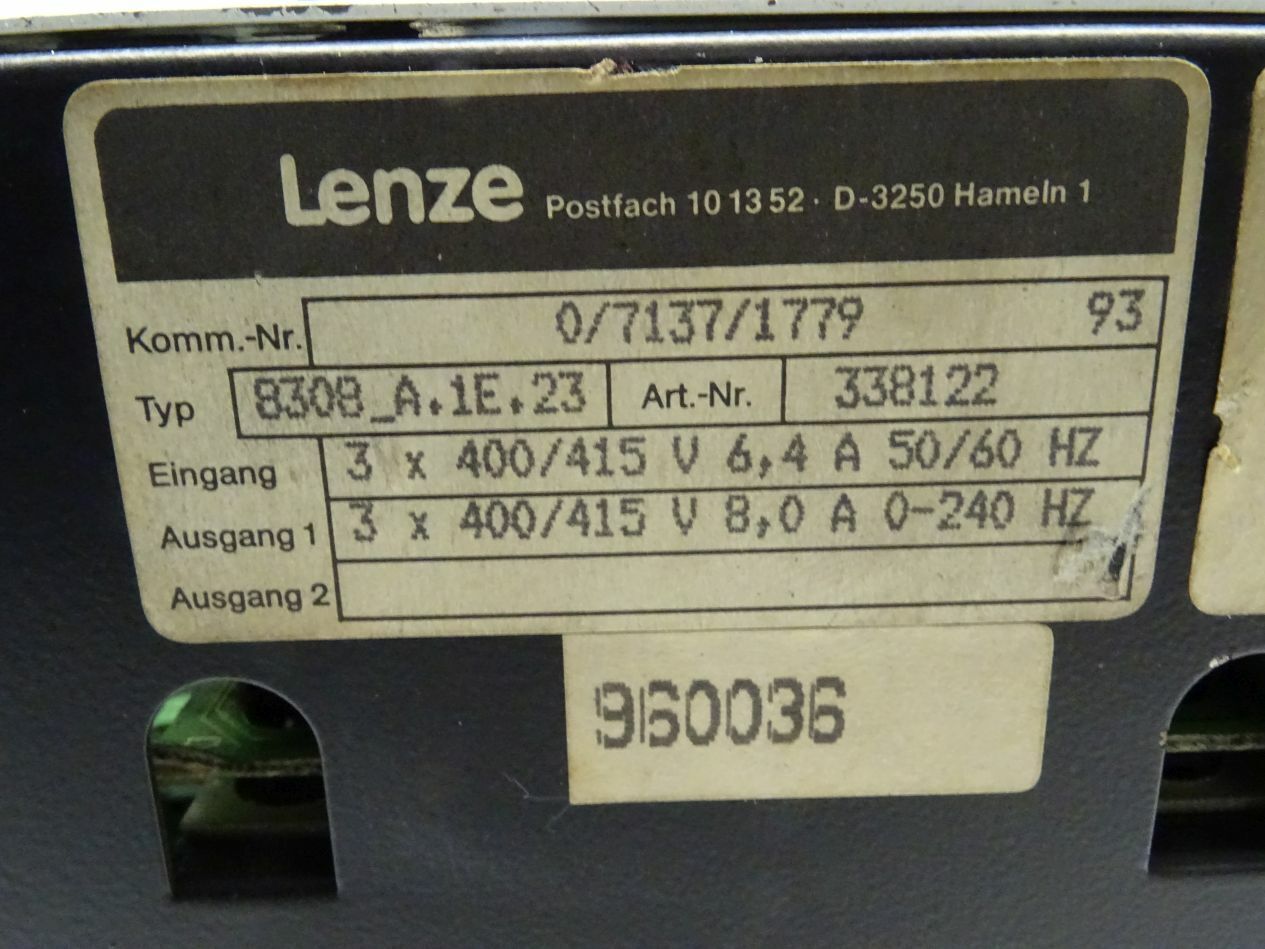 Lenze Postfach 10 13 52 · D-3250 Hameln 1
Komm.-Nr. 0/7137/1779 93
Typ 8308_A.1E.23 Art.-Nr. 338122
Eingang 3 x 400/415 V 6,4 A 50/60 HZ
Ausgang 1 3 x 400/415 V 8,0 A 0-240 HZ
Ausgang 2
960036